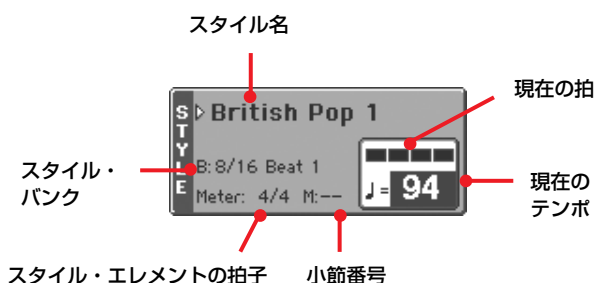 スタイル名
現在の拍
STYLE
British Pop 1
B:8/16 Beat 1
Meter: 4/4 M:--
♩= 94
スタイル・
バンク
現在の
テンポ
スタイル・エレメントの拍子
小節番号